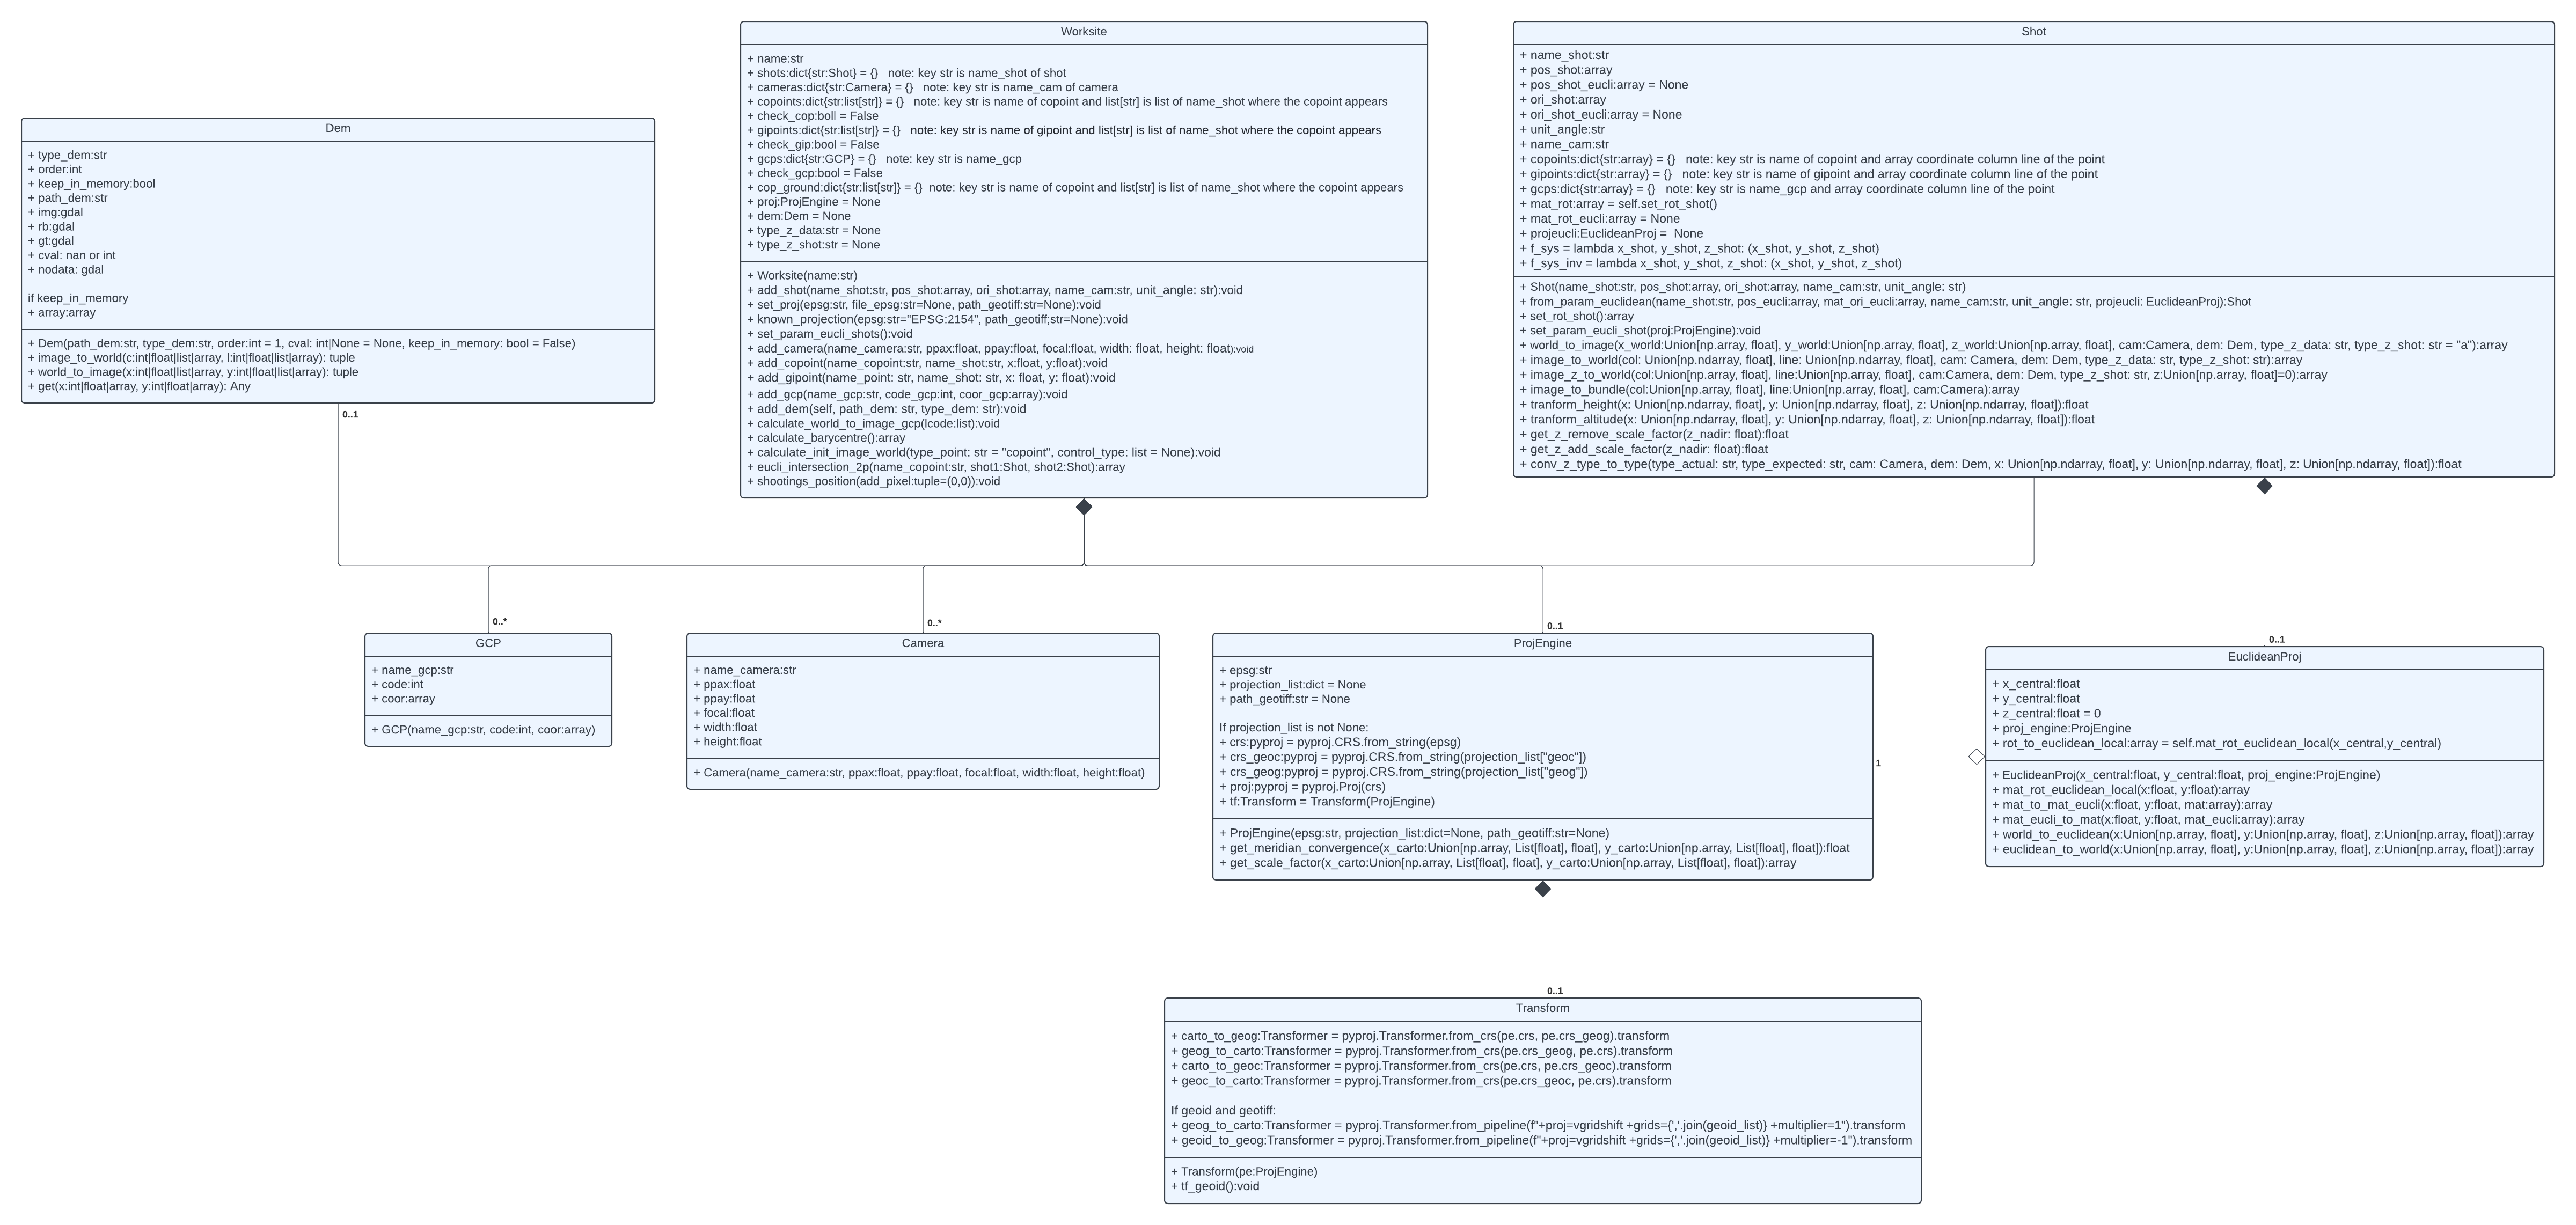 Worksite
+ name:str
+ shots:dict{str:Shot} = {}   note: key str is name_shot of shot
+ cameras:dict{str:Camera} = {}   note: key str is name_cam of camera
+ copoints:dict{str:list[str]} = {}   note: key str is name of copoint and list[str] is list of name_shot where the copoint appears
+ check_cop:boll = False
+ gipoints:dict{str:list[str]} = {}   note: key str is name of gipoint and list[str] is list of name_shot where the copoint appears
+ check_gip:bool = False
+ gcps:dict{str:GCP} = {}   note: key str is name_gcp
+ check_gcp:bool = False
+ cop_ground:dict{str:list[str]} = {}  note: key str is name of copoint and list[str] is list of name_shot where the copoint appears
+ proj:ProjEngine = None
+ dem:Dem = None
+ type_z_data:str = None
+ type_z_shot:str = None
+ Worksite(name:str)
+ add_shot(name_shot:str, pos_shot:array, ori_shot:array, name_cam:str, unit_angle: str):void
+ set_proj(epsg:str, file_epsg:str=None, path_geotiff:str=None):void
+ known_projection(epsg:str="EPSG:2154", path_geotiff;str=None):void
+ set_param_eucli_shots():void
+ add_camera(name_camera:str, ppax:float, ppay:float, focal:float, width: float, height: float):void
+ add_copoint(name_copoint:str, name_shot:str, x:float, y:float):void
+ add_gipoint(name_point: str, name_shot: str, x: float, y: float):void
+ add_gcp(name_gcp:str, code_gcp:int, coor_gcp:array):void
+ add_dem(self, path_dem: str, type_dem: str):void
+ calculate_world_to_image_gcp(lcode:list):void
+ calculate_barycentre():array
+ calculate_init_image_world(type_point: str = "copoint", control_type: list = None):void
+ eucli_intersection_2p(name_copoint:str, shot1:Shot, shot2:Shot):array
+ shootings_position(add_pixel:tuple=(0,0)):void
Shot
+ name_shot:str
+ pos_shot:array
+ pos_shot_eucli:array = None
+ ori_shot:array
+ ori_shot_eucli:array = None
+ unit_angle:str
+ name_cam:str
+ copoints:dict{str:array} = {}   note: key str is name of copoint and array coordinate column line of the point
+ gipoints:dict{str:array} = {}   note: key str is name of gipoint and array coordinate column line of the point
+ gcps:dict{str:array} = {}   note: key str is name_gcp and array coordinate column line of the point
+ mat_rot:array = self.set_rot_shot()
+ mat_rot_eucli:array = None
+ projeucli:EuclideanProj =  None
+ f_sys = lambda x_shot, y_shot, z_shot: (x_shot, y_shot, z_shot)
+ f_sys_inv = lambda x_shot, y_shot, z_shot: (x_shot, y_shot, z_shot)
+ Shot(name_shot:str, pos_shot:array, ori_shot:array, name_cam:str, unit_angle: str)
+ from_param_euclidean(name_shot:str, pos_eucli:array, mat_ori_eucli:array, name_cam:str, unit_angle: str, projeucli: EuclideanProj):Shot
+ set_rot_shot():array
+ set_param_eucli_shot(proj:ProjEngine):void
+ world_to_image(x_world:Union[np.array, float], y_world:Union[np.array, float], z_world:Union[np.array, float], cam:Camera, dem: Dem, type_z_data: str, type_z_shot: str = "a"):array
+ image_to_world(col: Union[np.ndarray, float], line: Union[np.ndarray, float], cam: Camera, dem: Dem, type_z_data: str, type_z_shot: str):array
+ image_z_to_world(col:Union[np.array, float], line:Union[np.array, float], cam:Camera, dem: Dem, type_z_shot: str, z:Union[np.array, float]=0):array
+ image_to_bundle(col:Union[np.array, float], line:Union[np.array, float], cam:Camera):array
+ tranform_height(x: Union[np.ndarray, float], y: Union[np.ndarray, float], z: Union[np.ndarray, float]):float
+ tranform_altitude(x: Union[np.ndarray, float], y: Union[np.ndarray, float], z: Union[np.ndarray, float]):float
+ get_z_remove_scale_factor(z_nadir: float):float
+ get_z_add_scale_factor(z_nadir: float):float
+ conv_z_type_to_type(type_actual: str, type_expected: str, cam: Camera, dem: Dem, x: Union[np.ndarray, float], y: Union[np.ndarray, float], z: Union[np.ndarray, float]):float
Dem
+ type_dem:str
+ order:int
+ keep_in_memory:bool
+ path_dem:str
+ img:gdal
+ rb:gdal
+ gt:gdal
+ cval: nan or int
+ nodata: gdal
if keep_in_memory
+ array:array
+ Dem(path_dem:str, type_dem:str, order:int = 1, cval: int|None = None, keep_in_memory: bool = False)
+ image_to_world(c:int|float|list|array, l:int|float|list|array): tuple
+ world_to_image(x:int|float|list|array, y:int|float|list|array): tuple
+ get(x:int|float|array, y:int|float|array): Any
0..1
0..*
0..*
0..1
0..1
GCP
+ name_gcp:str
+ code:int
+ coor:array
+ GCP(name_gcp:str, code:int, coor:array)
Camera
+ name_camera:str
+ ppax:float
+ ppay:float
+ focal:float
+ width:float
+ height:float
+ Camera(name_camera:str, ppax:float, ppay:float, focal:float, width:float, height:float)
ProjEngine
+ epsg:str
+ projection_list:dict = None
+ path_geotiff:str = None
If projection_list is not None:
+ crs:pyproj = pyproj.CRS.from_string(epsg)
+ crs_geoc:pyproj = pyproj.CRS.from_string(projection_list["geoc"])
+ crs_geog:pyproj = pyproj.CRS.from_string(projection_list["geog"])
+ proj:pyproj = pyproj.Proj(crs)
+ tf:Transform = Transform(ProjEngine)
+ ProjEngine(epsg:str, projection_list:dict=None, path_geotiff:str=None)
+ get_meridian_convergence(x_carto:Union[np.array, List[float], float], y_carto:Union[np.array, List[float], float]):float
+ get_scale_factor(x_carto:Union[np.array, List[float], float], y_carto:Union[np.array, List[float], float]):array
1
EuclideanProj
+ x_central:float
+ y_central:float
+ z_central:float = 0
+ proj_engine:ProjEngine
+ rot_to_euclidean_local:array = self.mat_rot_euclidean_local(x_central,y_central)
+ EuclideanProj(x_central:float, y_central:float, proj_engine:ProjEngine)
+ mat_rot_euclidean_local(x:float, y:float):array
+ mat_to_mat_eucli(x:float, y:float, mat:array):array
+ mat_eucli_to_mat(x:float, y:float, mat_eucli:array):array
+ world_to_euclidean(x:Union[np.array, float], y:Union[np.array, float], z:Union[np.array, float]):array
+ euclidean_to_world(x:Union[np.array, float], y:Union[np.array, float], z:Union[np.array, float]):array
0..1
Transform
+ carto_to_geog:Transformer = pyproj.Transformer.from_crs(pe.crs, pe.crs_geog).transform
+ geog_to_carto:Transformer = pyproj.Transformer.from_crs(pe.crs_geog, pe.crs).transform
+ carto_to_geoc:Transformer = pyproj.Transformer.from_crs(pe.crs, pe.crs_geoc).transform
+ geoc_to_carto:Transformer = pyproj.Transformer.from_crs(pe.crs_geoc, pe.crs).transform
If geoid and geotiff:
+ geog_to_carto:Transformer = pyproj.Transformer.from_pipeline(f"+proj=vgridshift +grids={','.join(geoid_list)} +multiplier=1").transform
+ geoid_to_geog:Transformer = pyproj.Transformer.from_pipeline(f"+proj=vgridshift +grids={','.join(geoid_list)} +multiplier=-1").transform
+ Transform(pe:ProjEngine)
+ tf_geoid():void